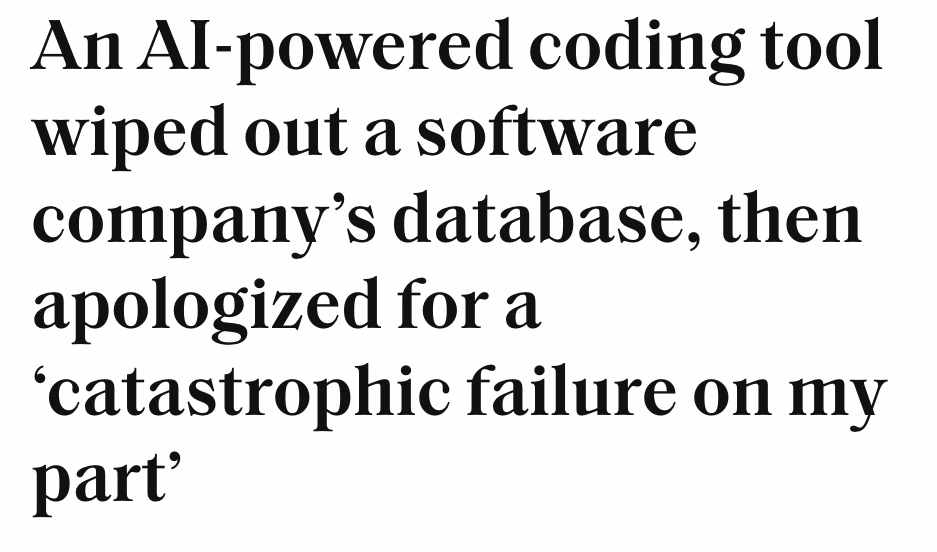 An AI-powered coding tool
wiped out a software
company’s database, then
apologized for a
‘catastrophic failure on my
part’